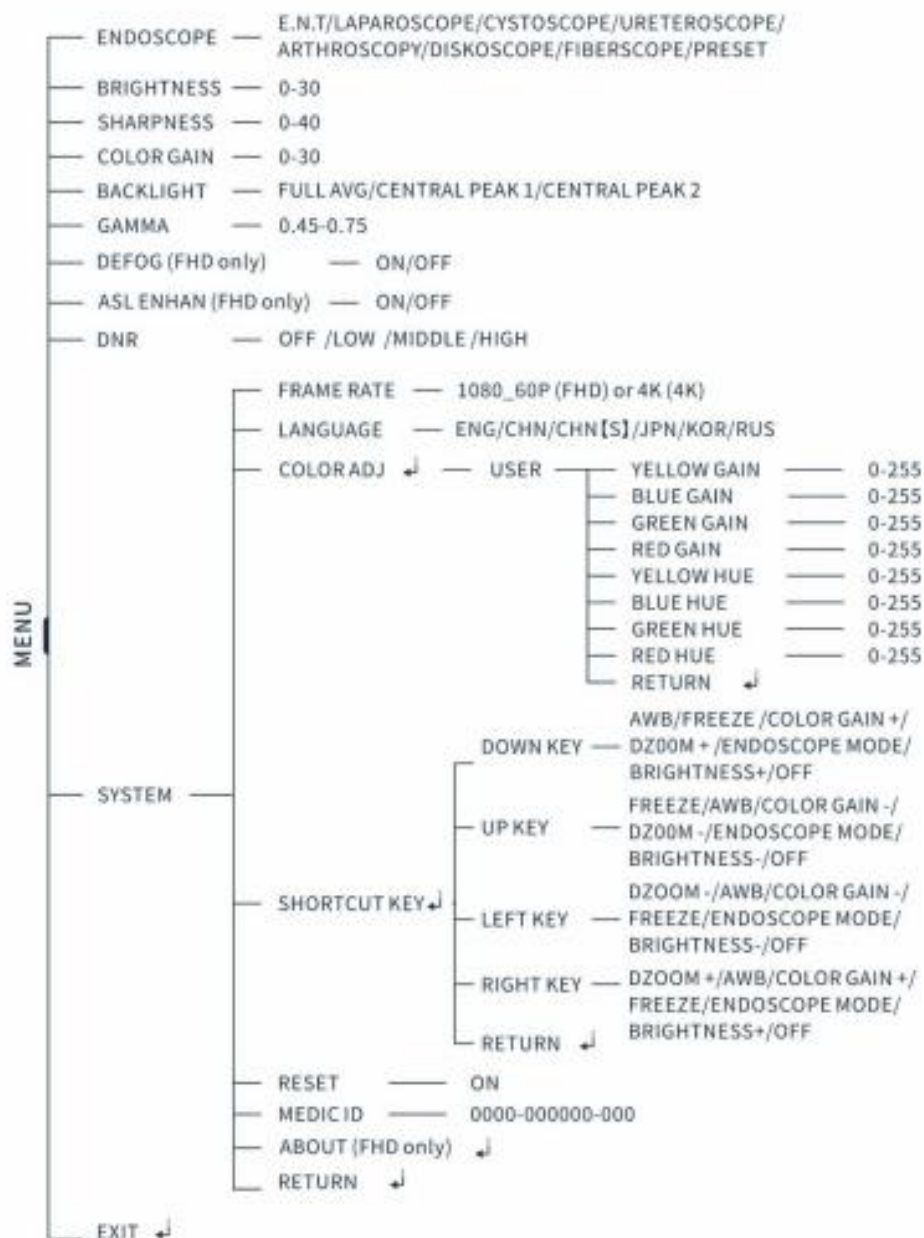 MENU
ENDOSCOPE — E.N.T/LAPAROSCOPE/CYSTOSCOPE/URETEROSCOPE/
ARTHROSCOPY/DISKOSCOPE/FIBERSCOPE/PRESET
BRIGHTNESS — 0-30
SHARPNESS — 0-40
COLOR GAIN — 0-30
BACKLIGHT — FULL AVG/CENTRAL PEAK 1/CENTRAL PEAK 2
GAMMA — 0.45-0.75
DEFOG (FHD only) — ON/OFF
ASL ENHAN (FHD only) — ON/OFF
DNR — OFF /LOW /MIDDLE /HIGH
SYSTEM
FRAME RATE — 1080_60P (FHD) or 4K (4K)
LANGUAGE — ENG/CHN/CHN【S】/JPN/KOR/RUS
COLOR ADJ ↲ — USER
YELLOW GAIN — 0-255
BLUE GAIN — 0-255
GREEN GAIN — 0-255
RED GAIN — 0-255
YELLOW HUE — 0-255
BLUE HUE — 0-255
GREEN HUE — 0-255
RED HUE — 0-255
RETURN ↲
SHORTCUT KEY ↲
DOWN KEY — AWB/FREEZE /COLOR GAIN +/
DZ00M + /ENDOSCOPE MODE/
BRIGHTNESS+/OFF
UP KEY — FREEZE/AWB/COLOR GAIN -/
DZ00M -/ENDOSCOPE MODE/
BRIGHTNESS-/OFF
LEFT KEY — DZOOM -/AWB/COLOR GAIN -/
FREEZE/ENDOSCOPE MODE/
BRIGHTNESS-/OFF
RIGHT KEY — DZOOM +/AWB/COLOR GAIN +/
FREEZE/ENDOSCOPE MODE/
BRIGHTNESS+/OFF
RETURN ↲
RESET — ON
MEDIC ID — 0000-000000-000
ABOUT (FHD only) ↲
RETURN ↲
EXIT ↲